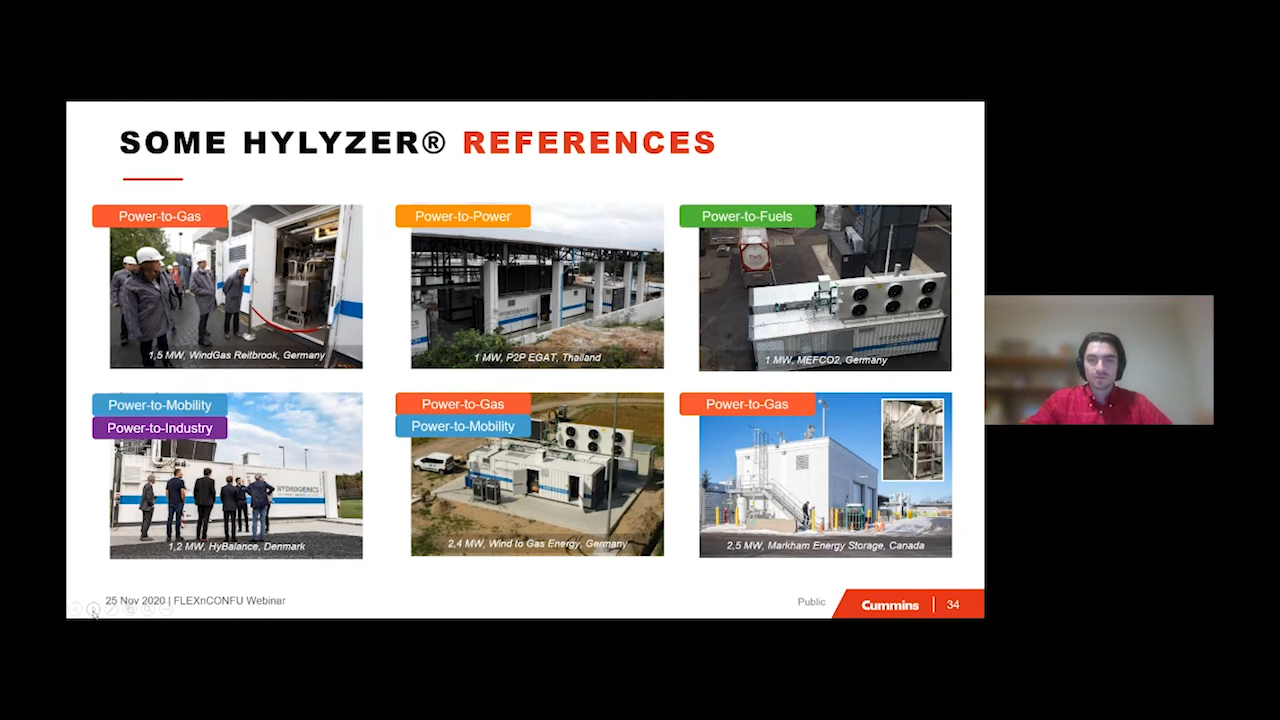 SOME HYLYZER® REFERENCES
Power-to-Gas
1,5 MW, WindGas Reitbrook, Germany
Power-to-Power
HYDROGENICS
1 MW, P2P EGAT, Thailand
Power-to-Fuels
1 MW, MEFCO2, Germany
Power-to-Mobility
Power-to-Industry
HYDROGENICS
1,2 MW, HyBalance, Denmark
Power-to-Gas
Power-to-Mobility
2,4 MW, Wind to Gas Energy, Germany
Power-to-Gas
2,5 MW, Markham Energy Storage, Canada
25 Nov 2020 | FLEXnCONFU Webinar
Public
Cummins
34